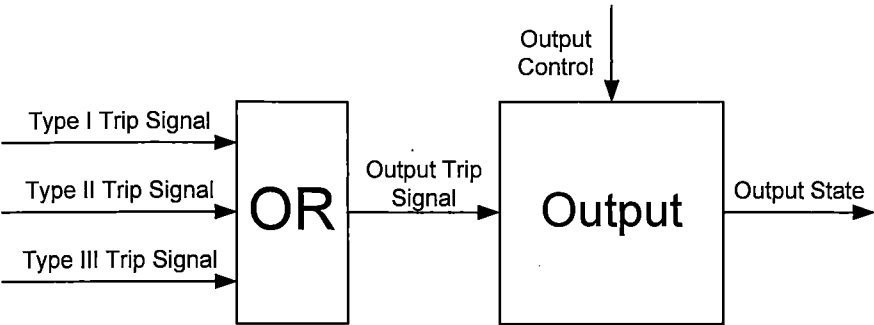 Output
Control
Type I Trip Signal
Type II Trip Signal
Type III Trip Signal
OR
Output Trip
Signal
Output
Output State